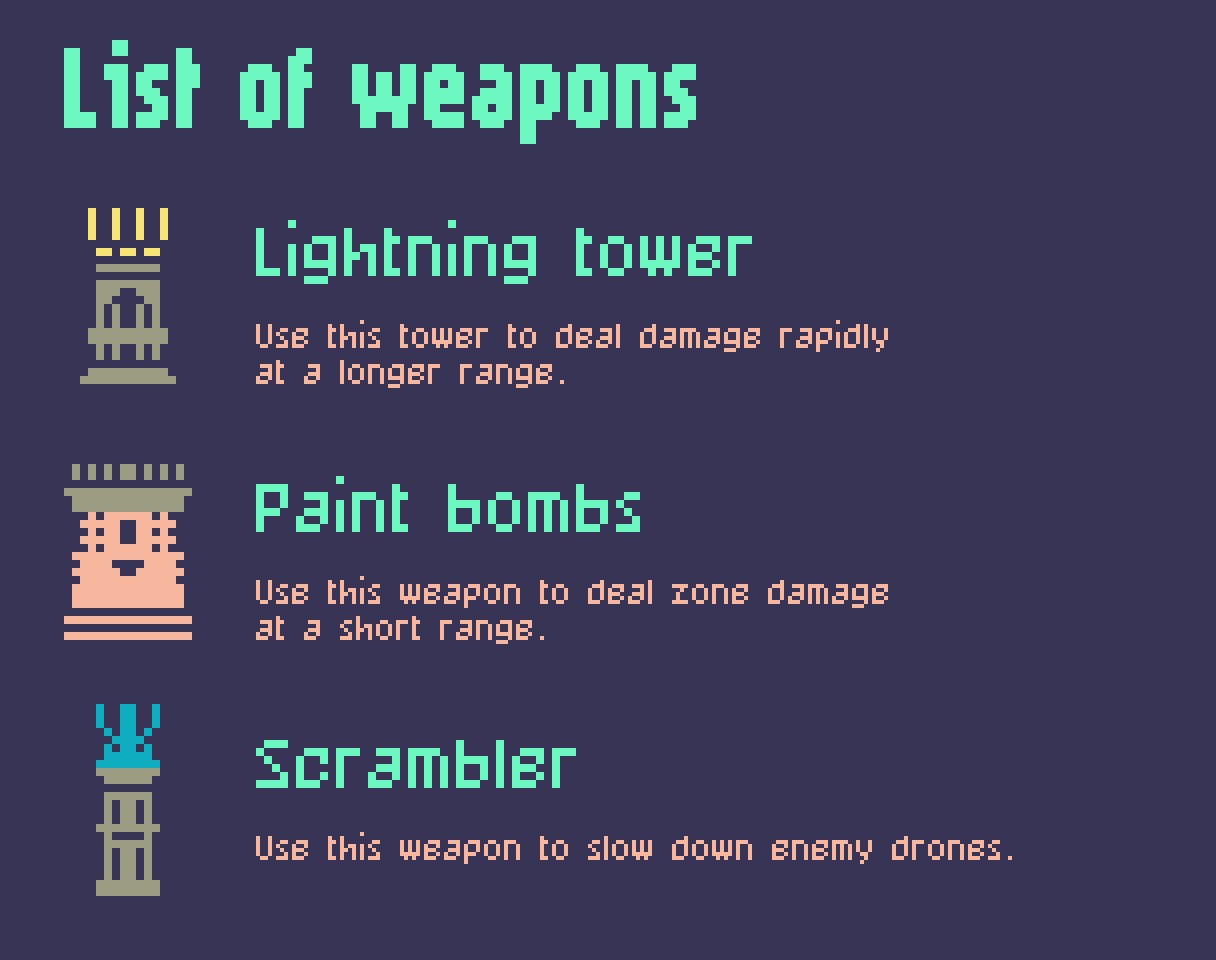 List of weapons
Lightning tower
Use this tower to deal damage rapidly
at a longer range.
Paint bombs
Use this weapon to deal zone damage
at a short range.
Scrambler
Use this weapon to slow down enemy drones.